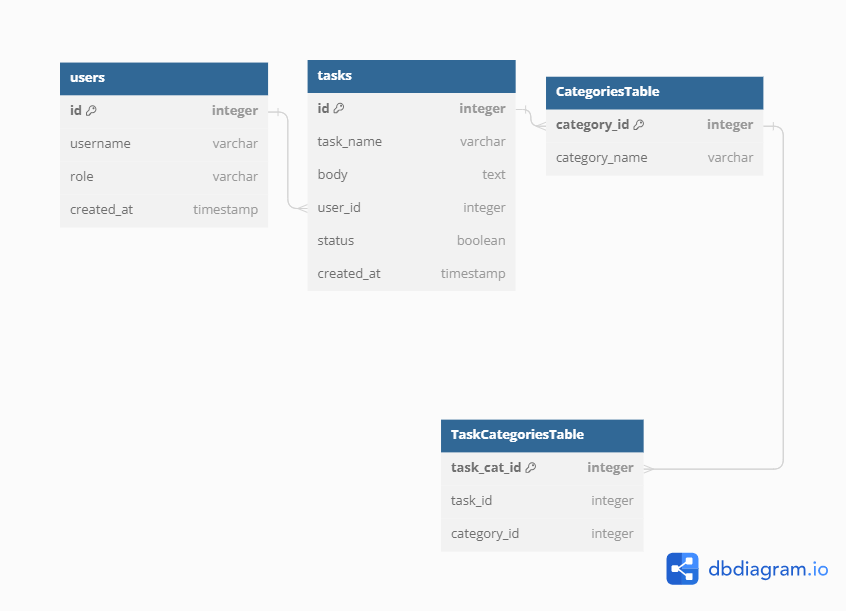 users
id integer
username varchar
role varchar
created_at timestamp
tasks
id integer
task_name varchar
body text
user_id integer
status boolean
created_at timestamp
CategoriesTable
category_id integer
category_name varchar
TaskCategoriesTable
task_cat_id integer
task_id integer
category_id integer
dbdiagram.io